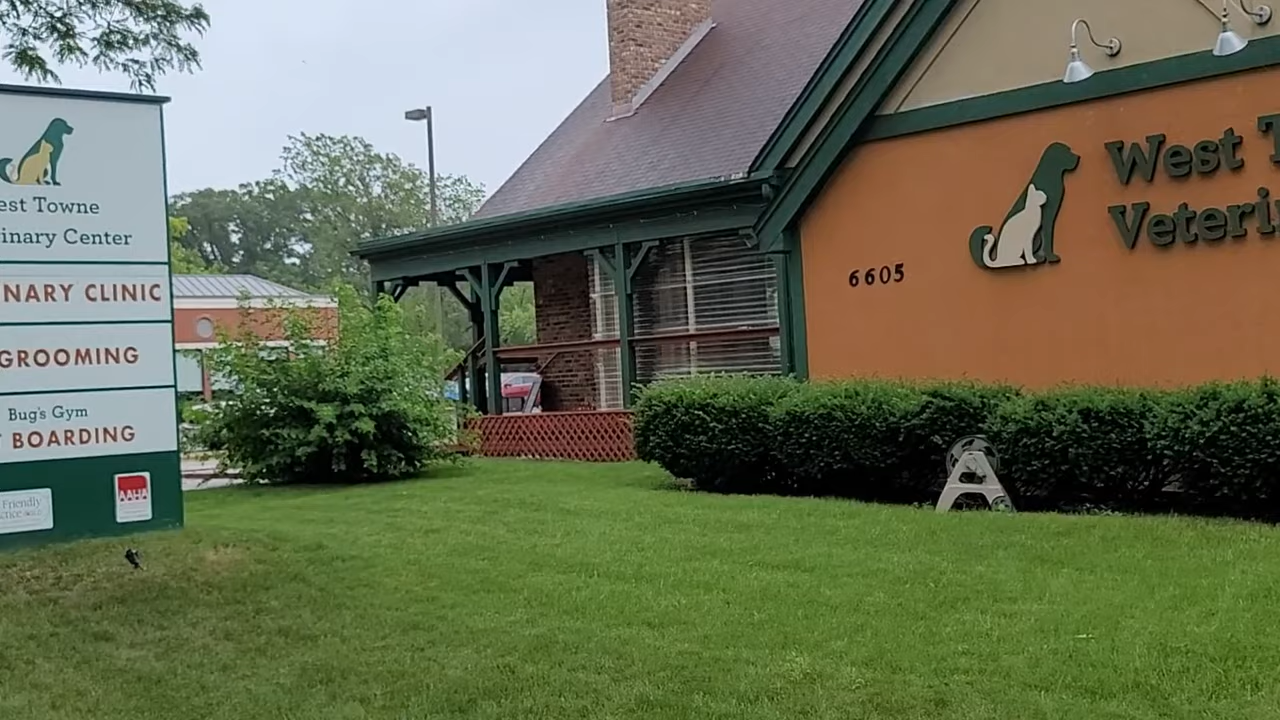 est Towne
inary Center
NARY CLINIC
GROOMING
Bug's Gym
BOARDING
Friendly
AAHA
6605
West T
Veteri